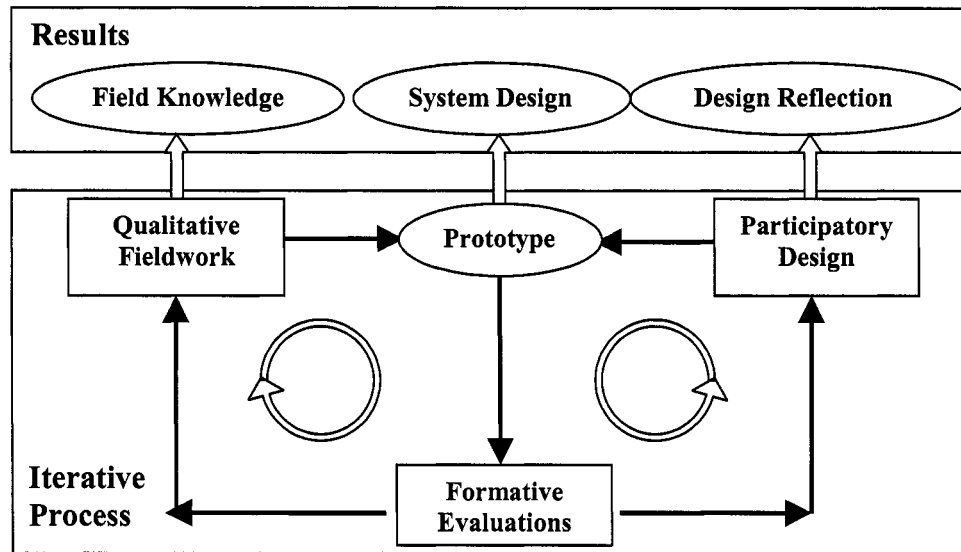 Results
Field Knowledge
System Design
Design Reflection
Qualitative
Fieldwork
Prototype
Participatory
Design
Iterative
Process
Formative
Evaluations